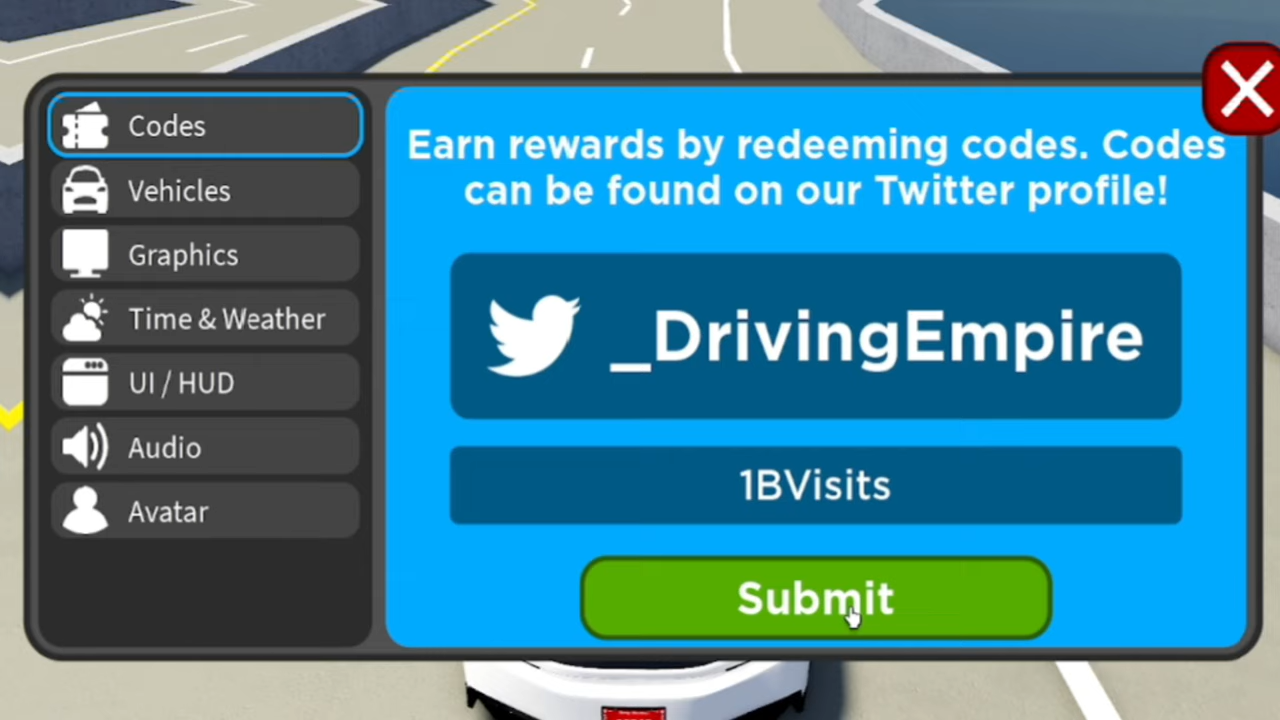 Codes
Vehicles
Graphics
Time & Weather
UI / HUD
Audio
Avatar
Earn rewards by redeeming codes. Codes
can be found on our Twitter profile!
_DrivingEmpire
1BVisits
Submit